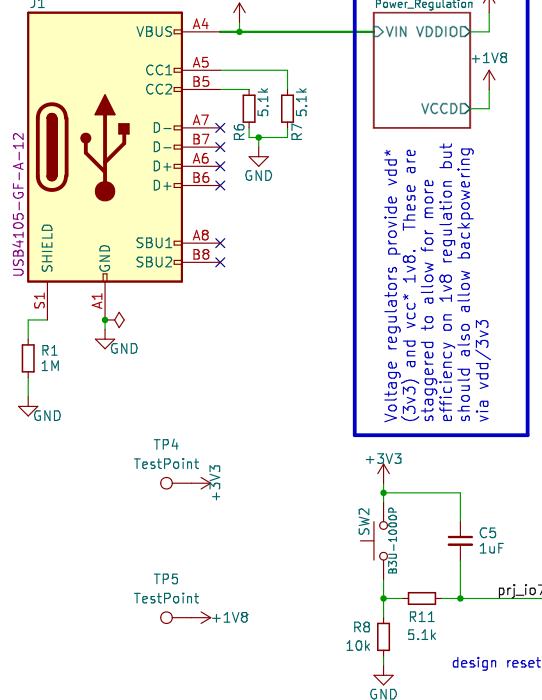 J1
Power_Regulation
VBUS
A4
VIN VDDIO
+1V8
CC1
A5
CC2
B5
5.1k
5.1k
R6
R7
VCCD
D-
A7
D-
B7
GND
D+
A6
D+
B6
USB4105-GF-A-12
SBU1
A8
SBU2
B8
SHIELD
GND
S1
A1
Voltage regulators provide vdd*
(3v3) and vcc* 1v8. These are
staggered to allow for more
efficiency on 1v8 regulation but
should also allow backpowering
via vdd/3v3
R1
1M
GND
GND
TP4
TestPoint
+3V3
+3V3
SW2
B3U-1000P
C5
1uF
TP5
TestPoint
+1V8
prj_io7
R11
5.1k
R8
10k
design reset
GND